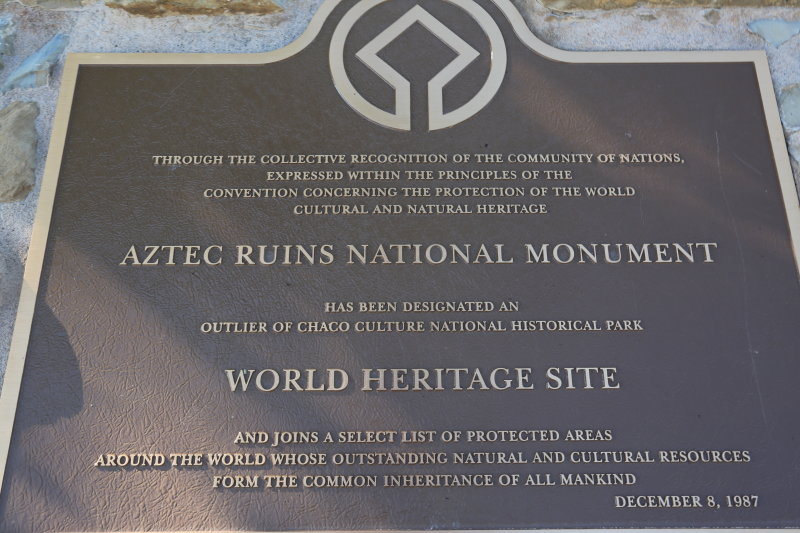 THROUGH THE COLLECTIVE RECOGNITION OF THE COMMUNITY OF NATIONS,
EXPRESSED WITHIN THE PRINCIPLES OF THE
CONVENTION CONCERNING THE PROTECTION OF THE WORLD
CULTURAL AND NATURAL HERITAGE
AZTEC RUINS NATIONAL MONUMENT
HAS BEEN DESIGNATED AN
OUTLIER OF CHACO CULTURE NATIONAL HISTORICAL PARK
WORLD HERITAGE SITE
AND JOINS A SELECT LIST OF PROTECTED AREAS
AROUND THE WORLD WHOSE OUTSTANDING NATURAL AND CULTURAL RESOURCES
FORM THE COMMON INHERITANCE OF ALL MANKIND
DECEMBER 8, 1987